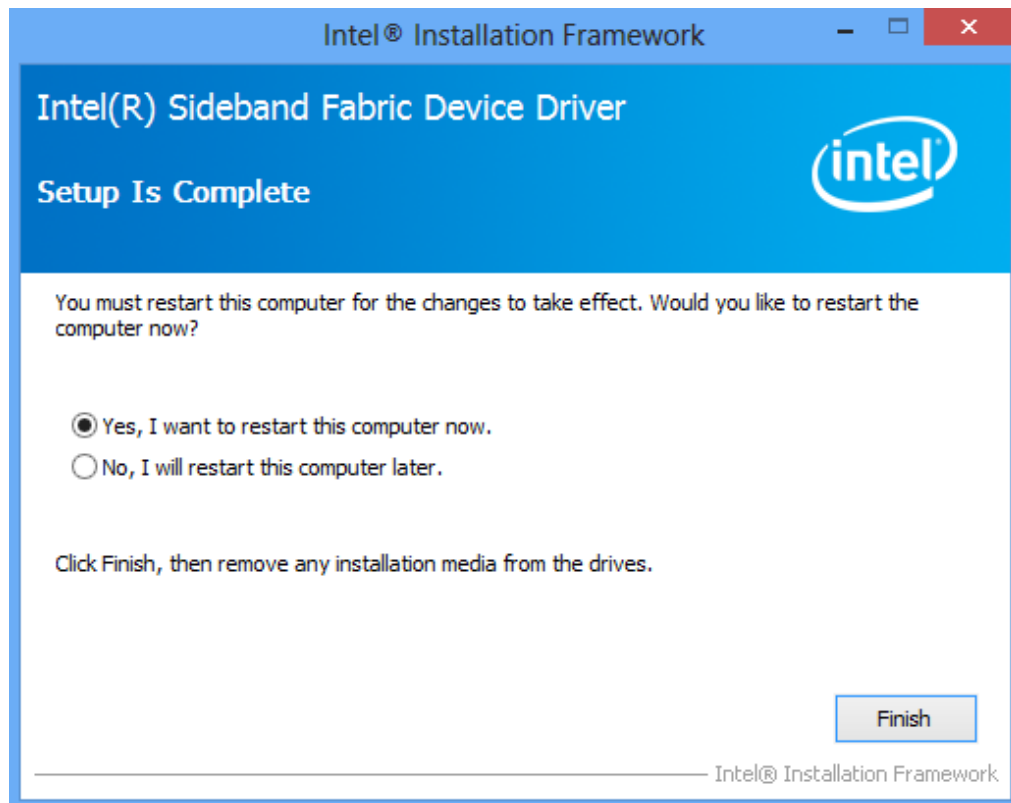 Intel® Installation Framework
Intel(R) Sideband Fabric Device Driver
intel
Setup Is Complete
You must restart this computer for the changes to take effect. Would you like to restart the
computer now?
Yes, I want to restart this computer now.
No, I will restart this computer later.
Click Finish, then remove any installation media from the drives.
Finish
Intel® Installation Framework